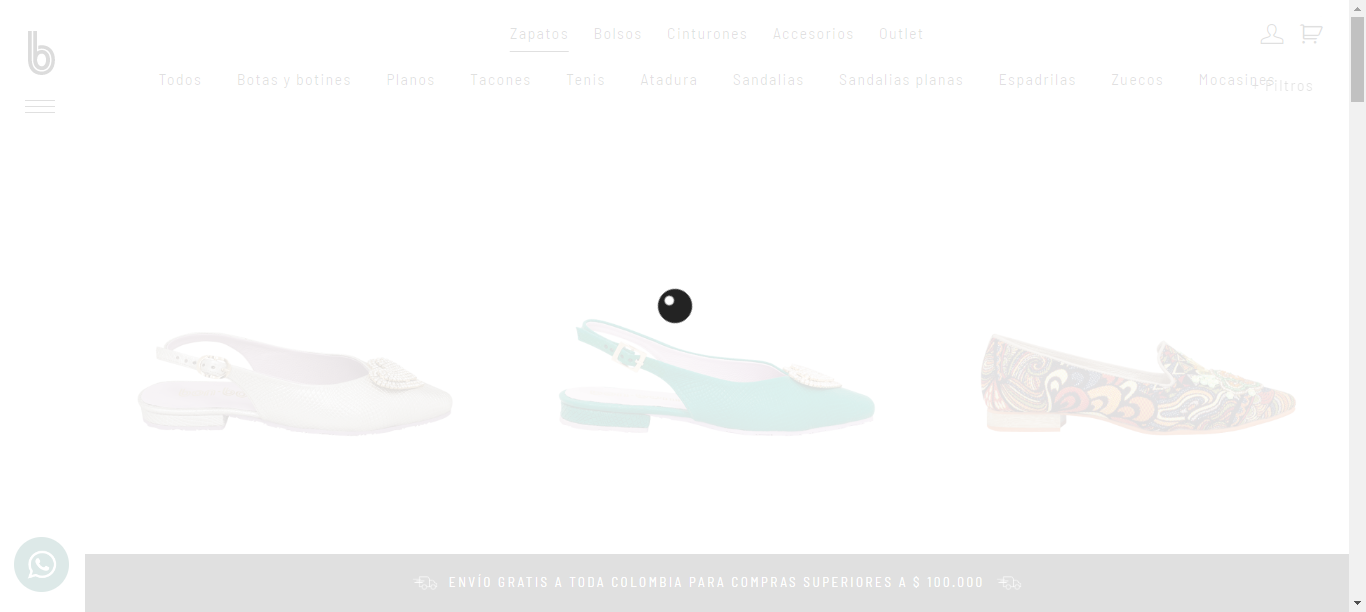 Zapatos Bolsos Cinturones Accesorios Outlet
Todos Botas y botines Planos Tacones Tenis Atadura Sandalias Sandalias planas Espadrilas Zuecos Mocasines
+ Filtros
ENVÍO GRATIS A TODA COLOMBIA PARA COMPRAS SUPERIORES A $ 100.000